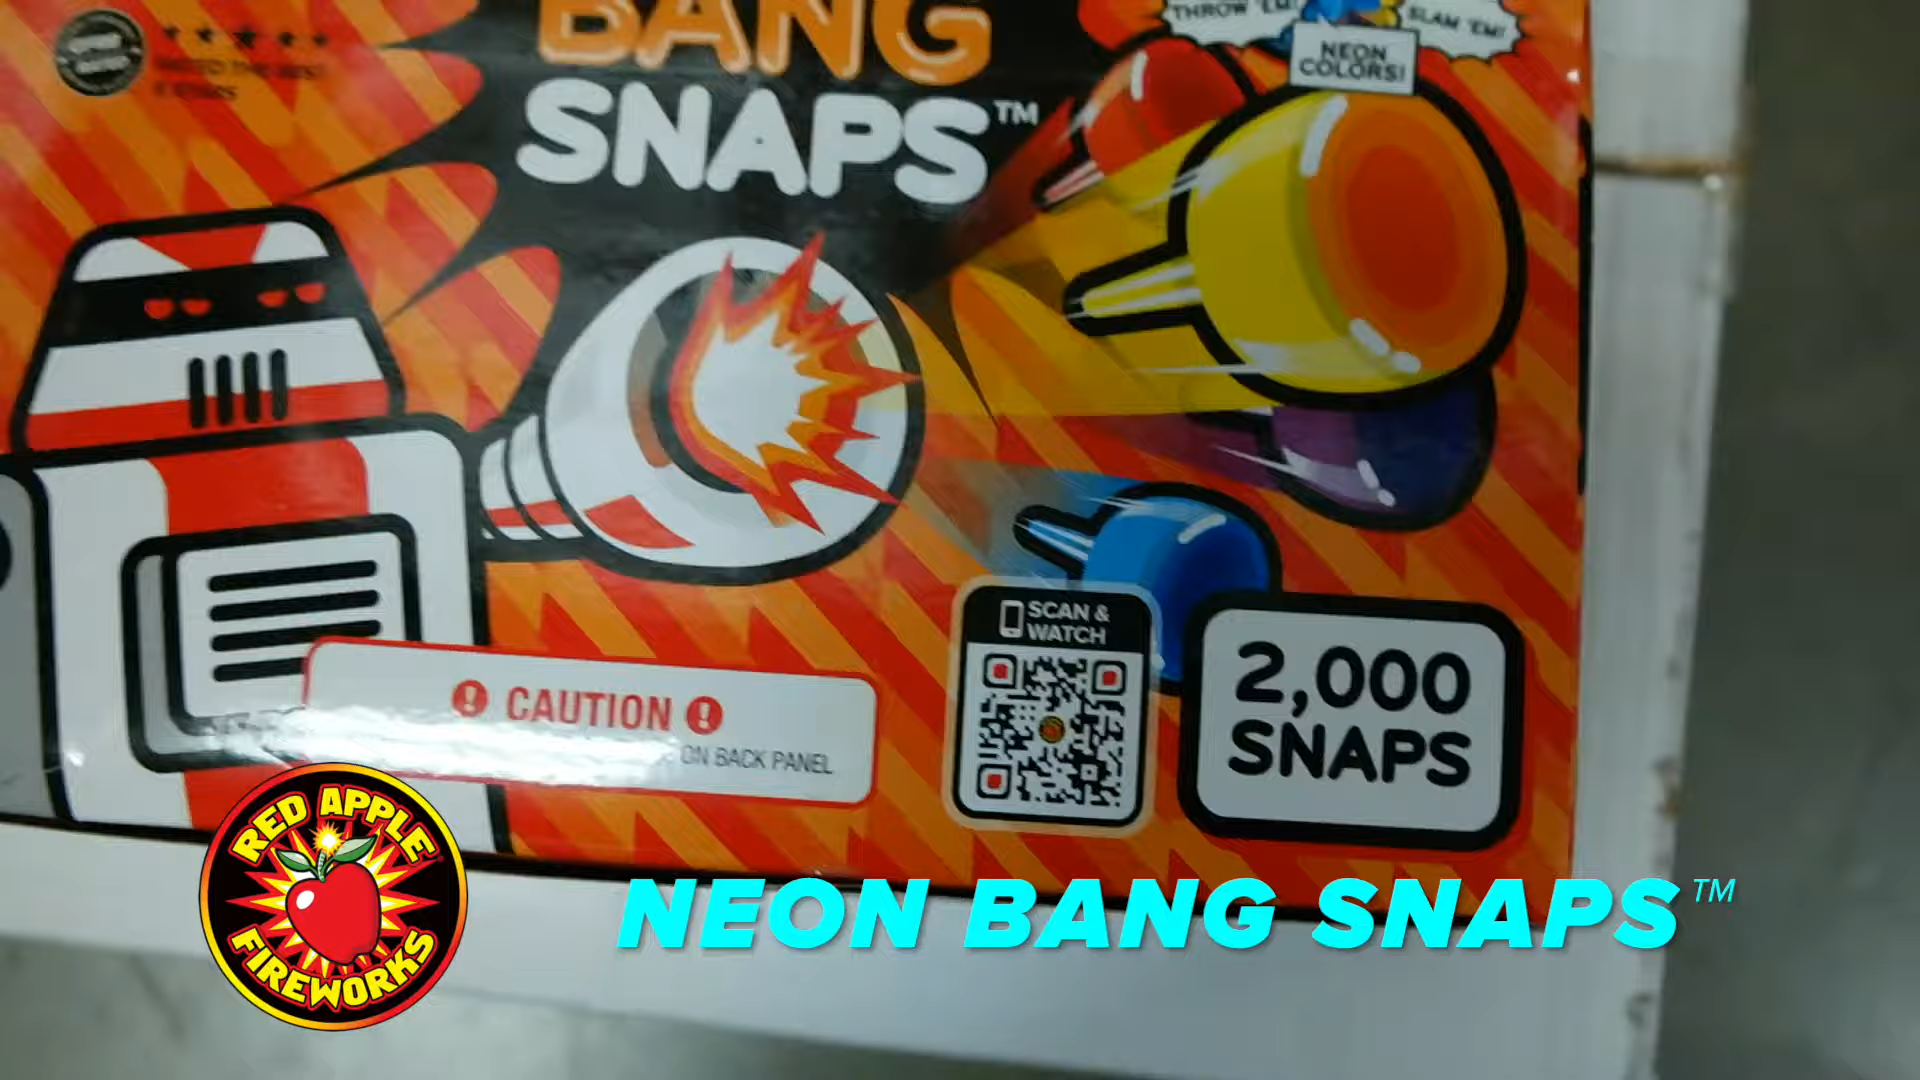 BANG
SNAPS™
THROW 'EM!
SLAM 'EM!
NEON
COLORS!
SCAN &
WATCH
2,000
SNAPS
CAUTION
ON BACK PANEL
RED APPLE
FIREWORKS
NEON BANG SNAPS™